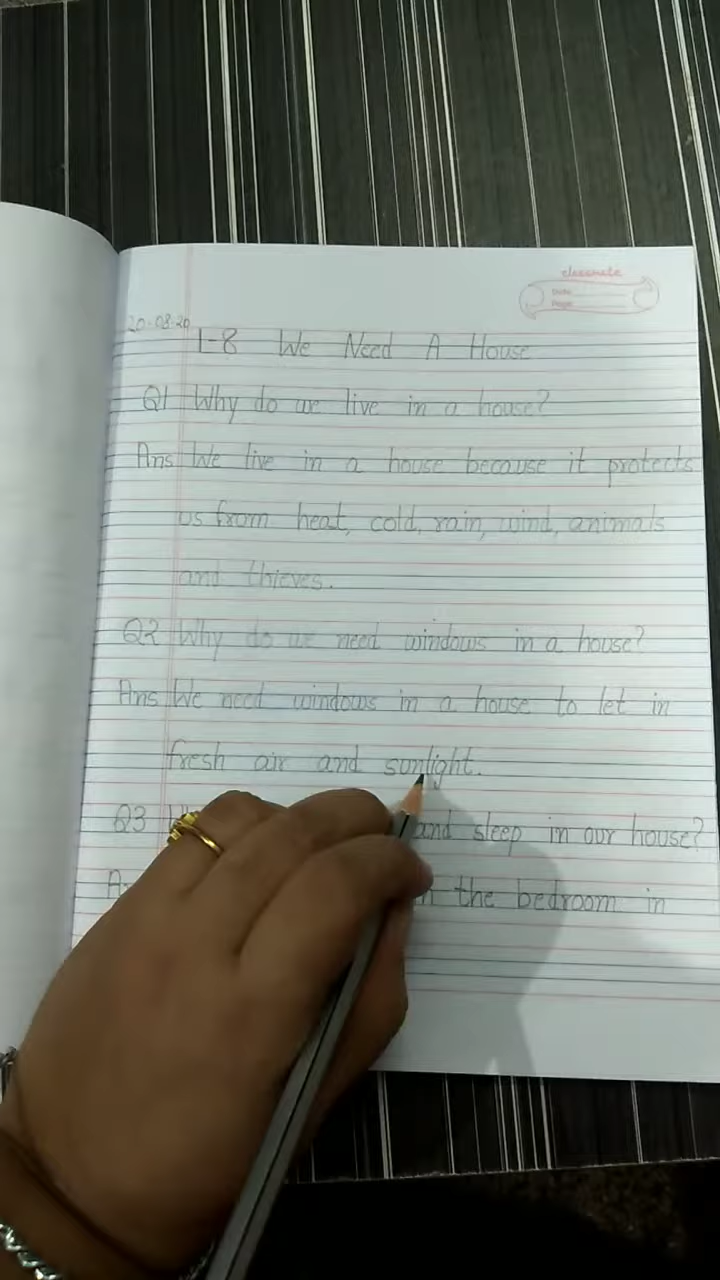 classmate
Date
Page
20-08-20
L-8 We Need A House
Q1 Why do we live in a house?
Ans We live in a house because it protects
us from heat, cold, rain, wind, animals
and thieves.
Q2 Why do we need windows in a house?
Ans We need windows in a house to let in
fresh air and sunlight.
Q3 and sleep in our house?
the bedroom in